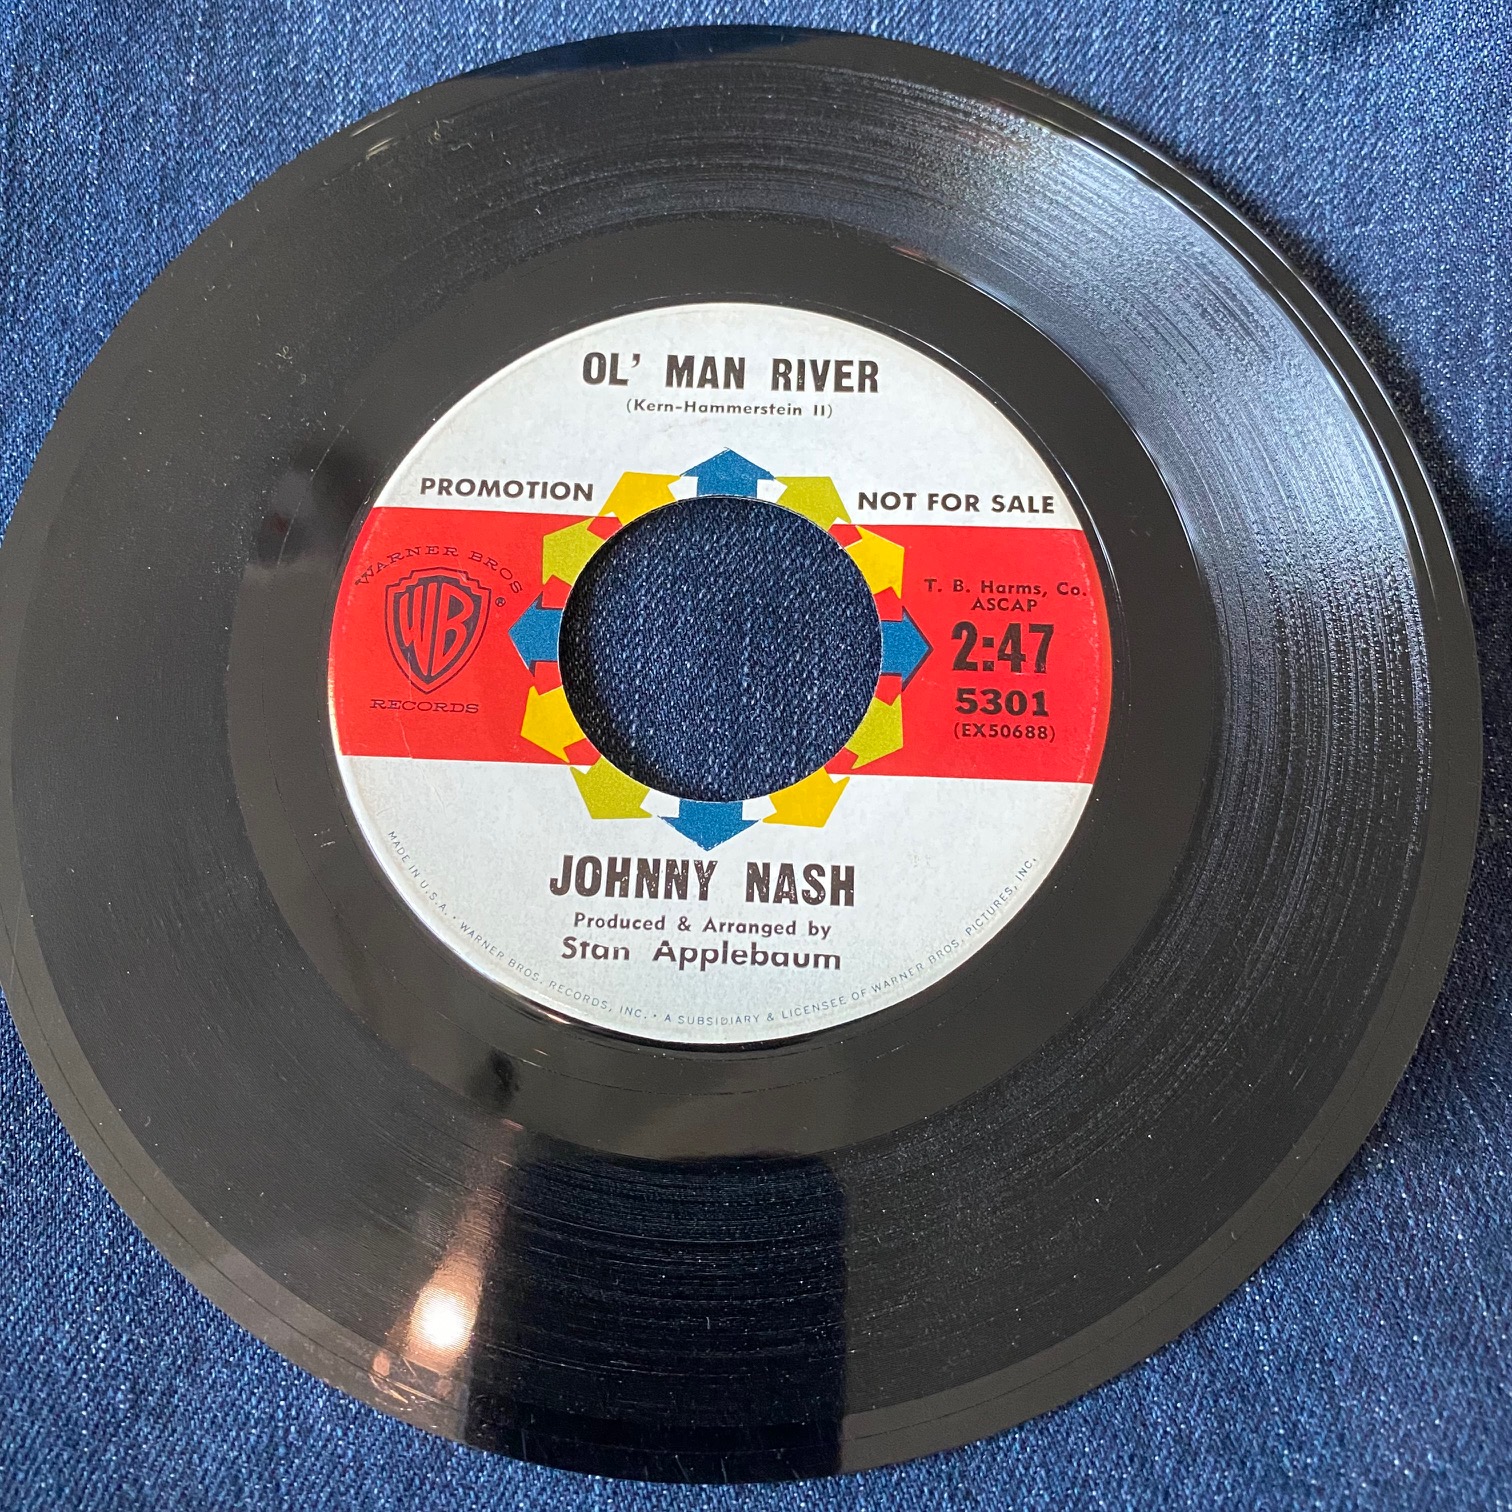 OL' MAN RIVER
(Kern-Hammerstein II)
PROMOTION NOT FOR SALE
WARNER BROS
WB
®
RECORDS
T. B. Harms, Co.
ASCAP
2:47
5301
(EX50688)
JOHNNY NASH
Produced & Arranged by
Stan Applebaum
MADE IN U.S.A. • WARNER BROS. RECORDS, INC. • A SUBSIDIARY & LICENSEE OF WARNER BROS. PICTURES, INC.